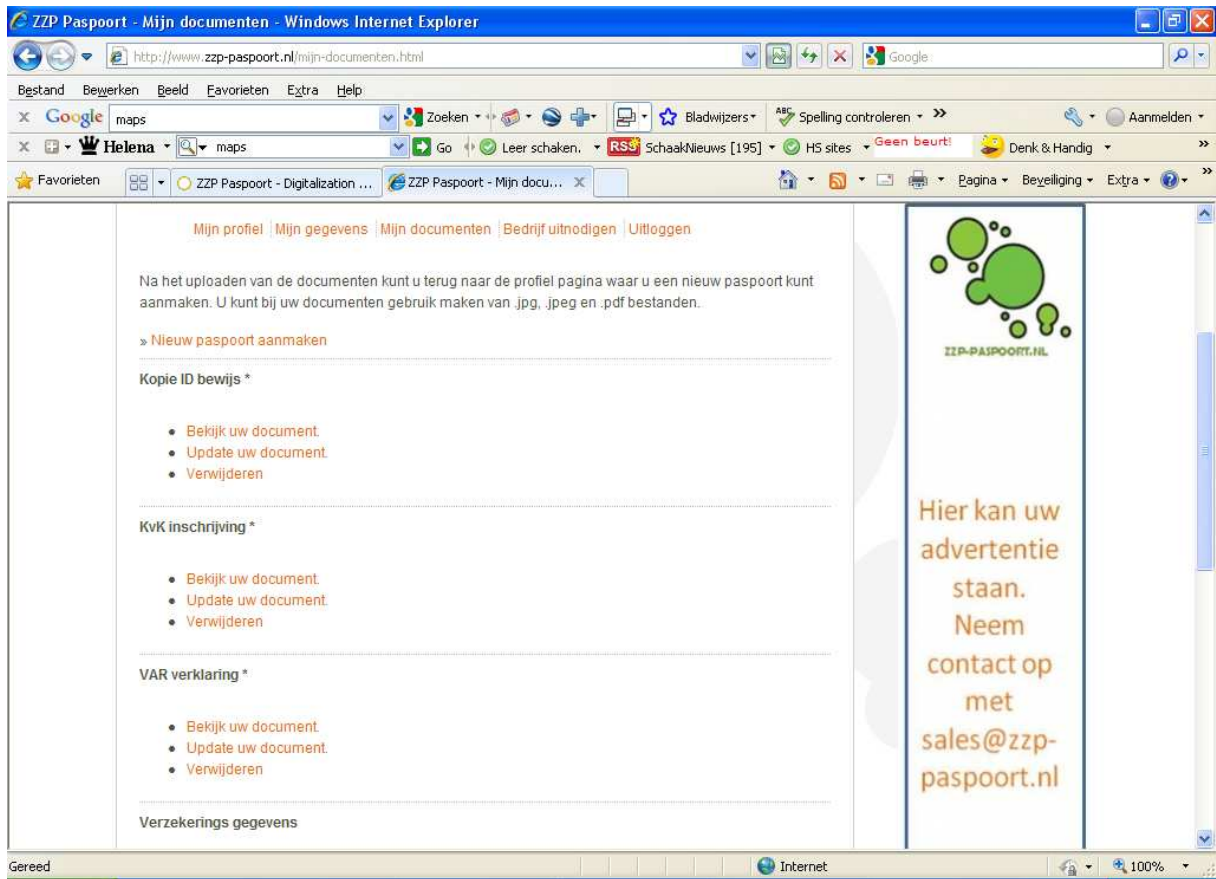 ZZP Paspoort - Mijn documenten - Windows Internet Explorer
http://www.zzp-paspoort.nl/mijn-documenten.html
Google
Bestand Bewerken Beeld Favorieten Extra Help
x Google maps Zoeken Bladwijzers ABC Spelling controleren » Aanmelden
x Helena maps Go Leer schaken. RSS SchaakNieuws [195] HS sites Geen beurt! Denk & Handig »
Favorieten ZZP Paspoort - Digitalization ... ZZP Paspoort - Mijn docu... X Pagina Beveiliging Extra »
Mijn profiel Mijn gegevens Mijn documenten Bedrijf uitnodigen Uitloggen
Na het uploaden van de documenten kunt u terug naar de profiel pagina waar u een nieuw paspoort kunt
aanmaken. U kunt bij uw documenten gebruik maken van .jpg, .jpeg en .pdf bestanden.
» Nieuw paspoort aanmaken
Kopie ID bewijs *
• Bekijk uw document.
• Update uw document.
• Verwijderen
KvK inschrijving *
• Bekijk uw document.
• Update uw document.
• Verwijderen
VAR verklaring *
• Bekijk uw document.
• Update uw document.
• Verwijderen
Verzekerings gegevens
ZZP-PASPOORT.NL
Hier kan uw
advertentie
staan.
Neem
contact op
met
sales@zzp-
paspoort.nl
Gereed Internet 100%